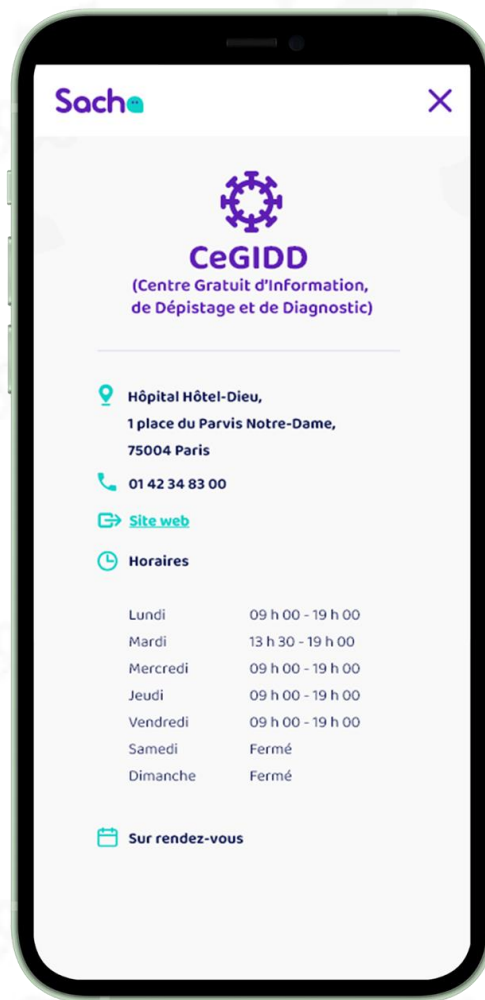 Sacha
CeGIDD
(Centre Gratuit d'Information,
de Dépistage et de Diagnostic)
Hôpital Hôtel-Dieu,
1 place du Parvis Notre-Dame,
75004 Paris
01 42 34 83 00
Site web
Horaires
Lundi 09 h 00 - 19 h 00
Mardi 13 h 30 - 19 h 00
Mercredi 09 h 00 - 19 h 00
Jeudi 09 h 00 - 19 h 00
Vendredi 09 h 00 - 19 h 00
Samedi Fermé
Dimanche Fermé
Sur rendez-vous